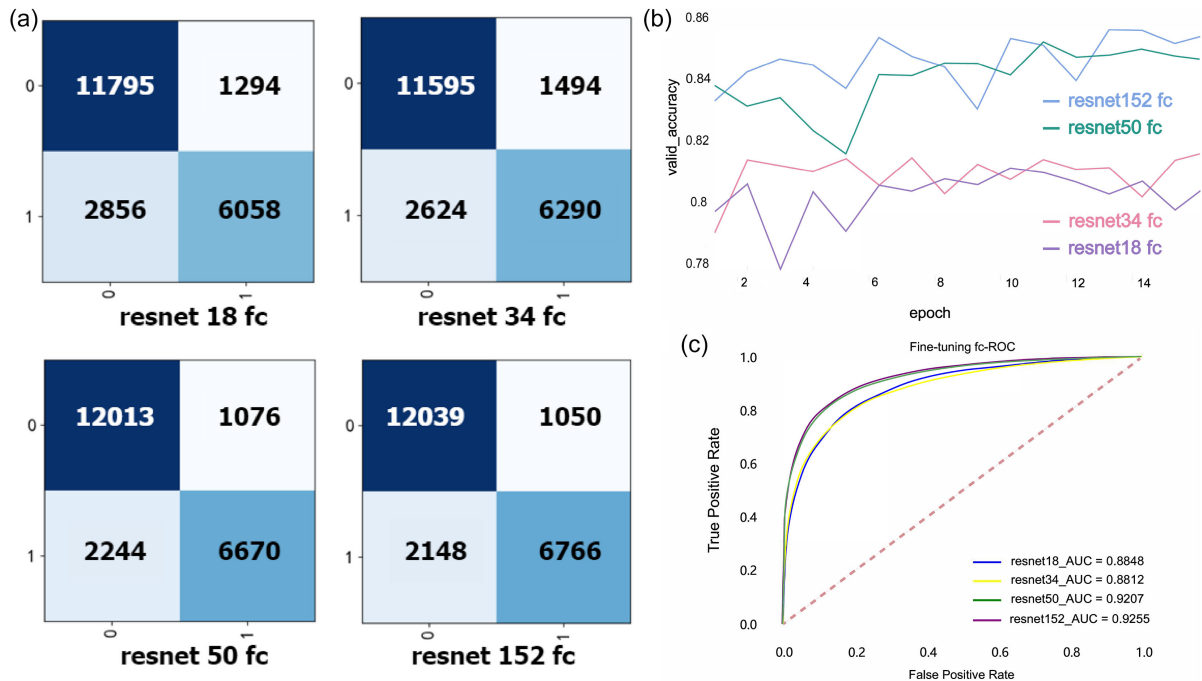 (a)
0
11795 1294
1
2856 6058
0 1
resnet 18 fc
0
11595 1494
1
2624 6290
0 1
resnet 34 fc
0
12013 1076
1
2244 6670
0 1
resnet 50 fc
0
12039 1050
1
2148 6766
0 1
resnet 152 fc
(b)
valid_accuracy
0.86
0.84
0.82
0.8
0.78
resnet152 fc
resnet50 fc
resnet34 fc
resnet18 fc
2 4 6 8 10 12 14
epoch
(c)
Fine-tuning fc-ROC
True Positive Rate
1.0
0.8
0.6
0.4
0.2
0.0
resnet18_AUC = 0.8848
resnet34_AUC = 0.8812
resnet50_AUC = 0.9207
resnet152_AUC = 0.9255
0.0 0.2 0.4 0.6 0.8 1.0
False Positive Rate